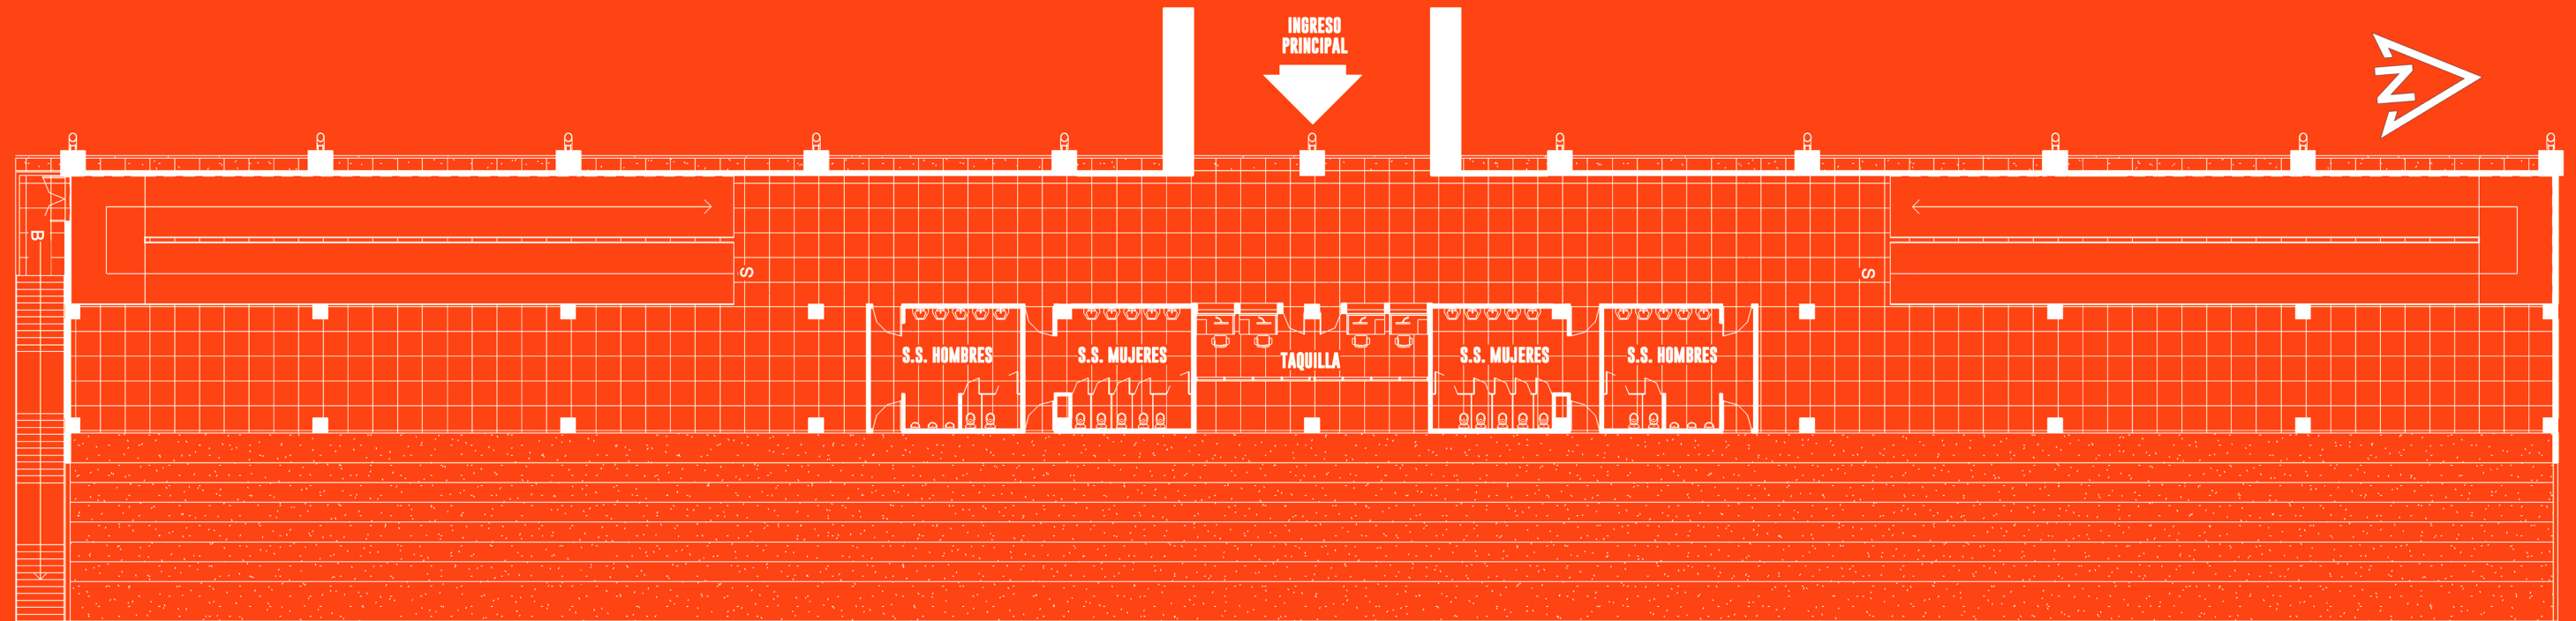 INGRESO
PRINCIPAL
N
B
S
S
S.S. HOMBRES
S.S. MUJERES
TAQUILLA
S.S. MUJERES
S.S. HOMBRES